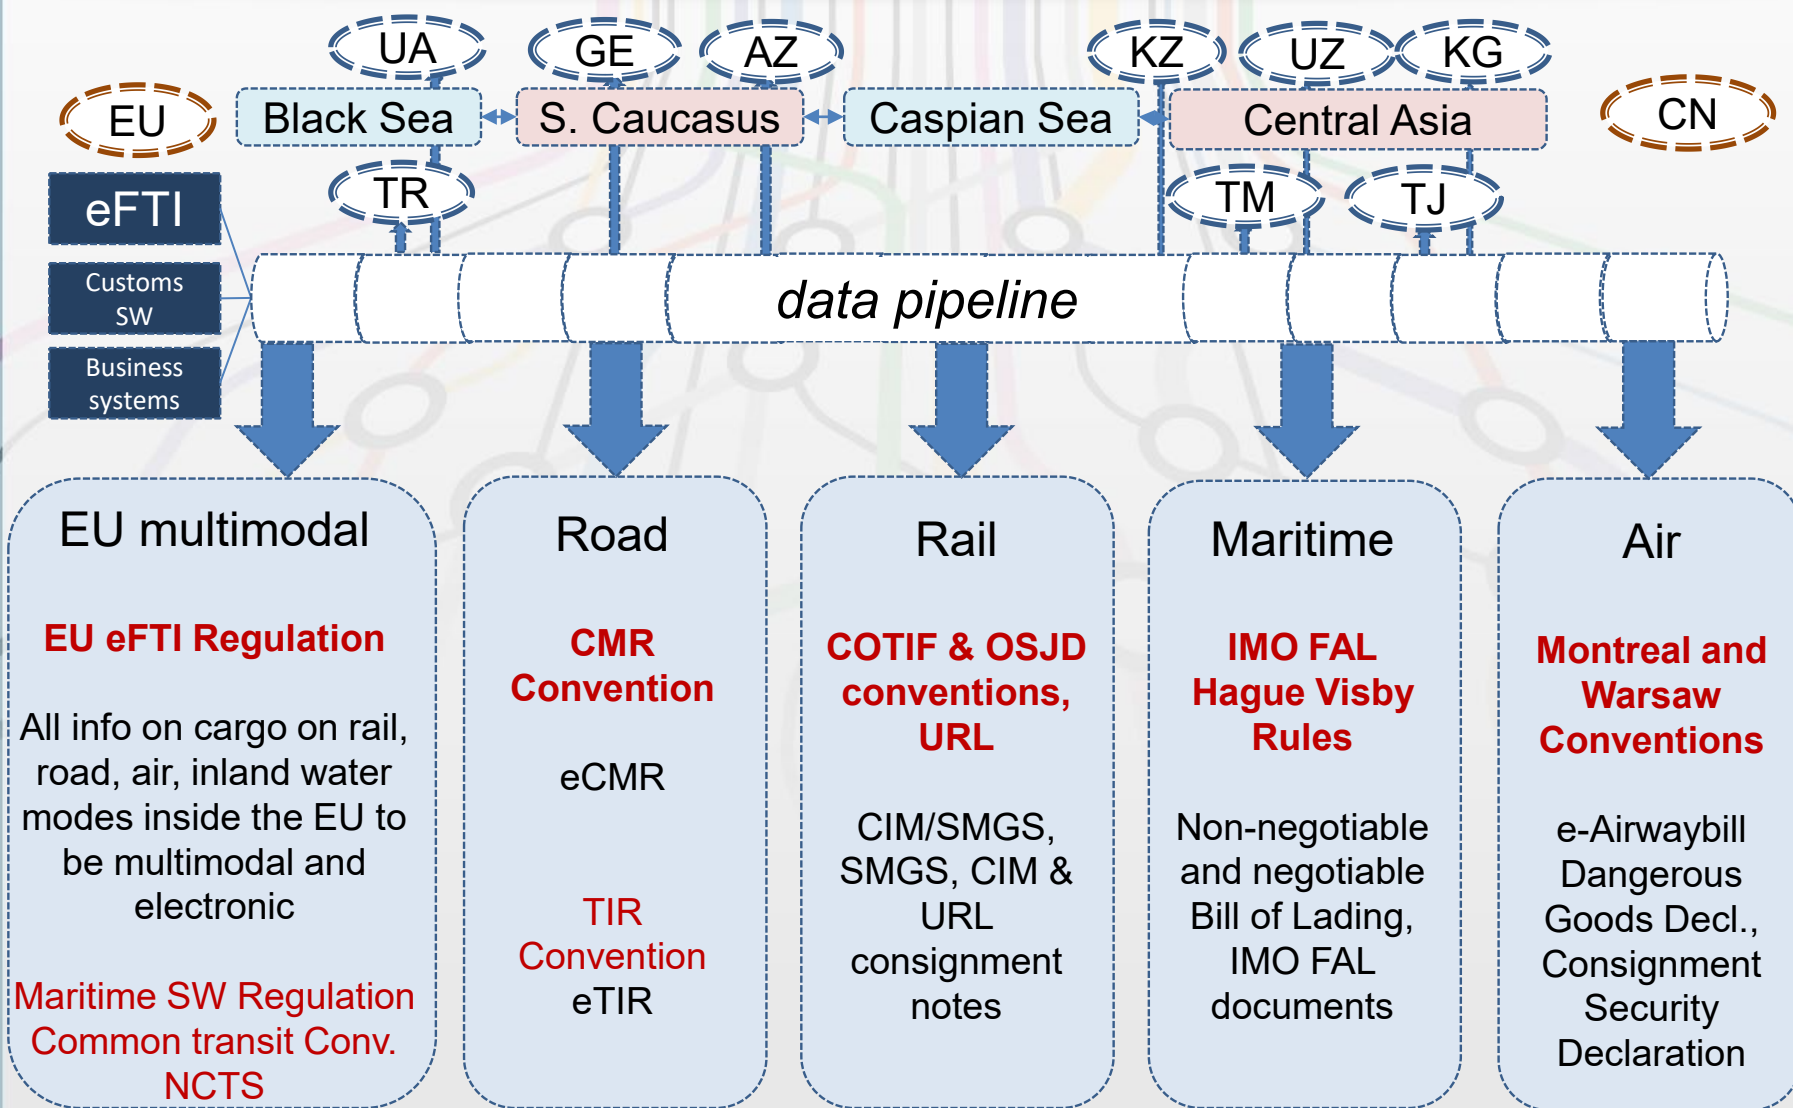 UA
GE
AZ
KZ
UZ
KG
EU
Black Sea
S. Caucasus
Caspian Sea
Central Asia
CN
TR
TM
TJ
eFTI
Customs
SW
Business
systems
data pipeline
EU multimodal
EU eFTI Regulation
All info on cargo on rail,
road, air, inland water
modes inside the EU to
be multimodal and
electronic
Maritime SW Regulation
Common transit Conv.
NCTS
Road
CMR
Convention
eCMR
TIR
Convention
eTIR
Rail
COTIF & OSJD
conventions,
URL
CIM/SMGS,
SMGS, CIM &
URL
consignment
notes
Maritime
IMO FAL
Hague Visby
Rules
Non-negotiable
and negotiable
Bill of Lading,
IMO FAL
documents
Air
Montreal and
Warsaw
Conventions
e-Airwaybill
Dangerous
Goods Decl.,
Consignment
Security
Declaration